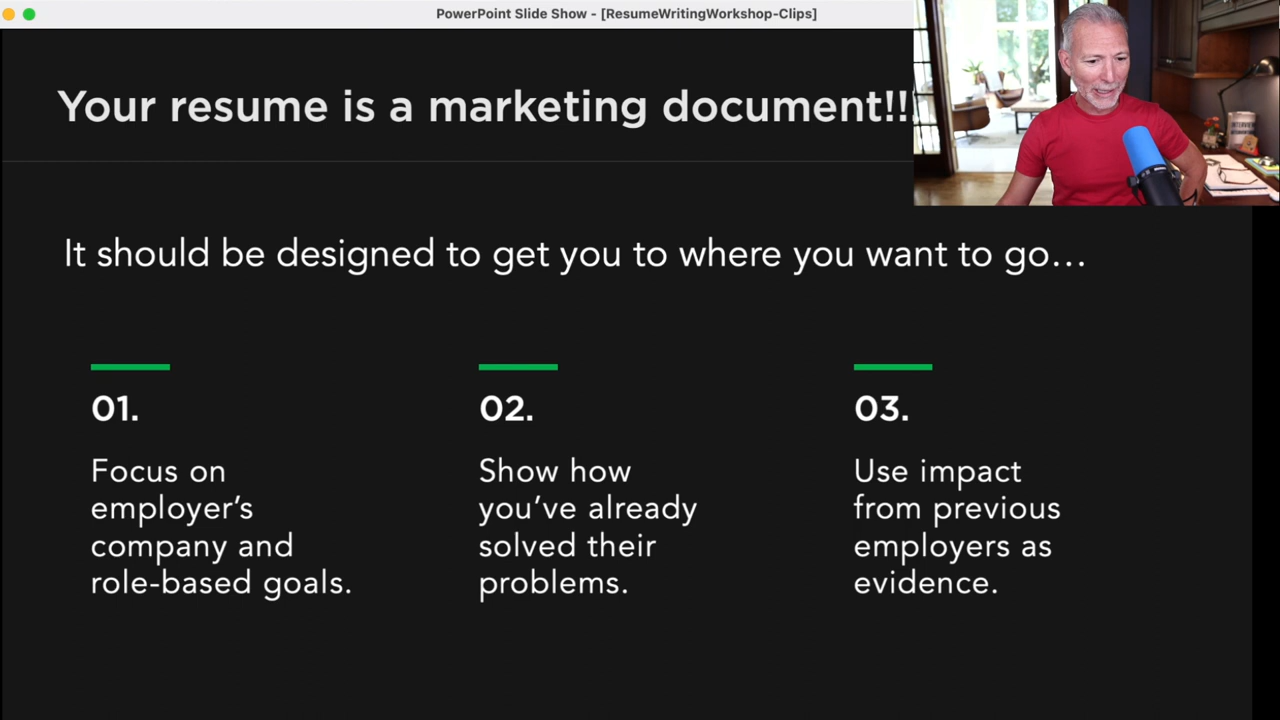 PowerPoint Slide Show - [ResumeWritingWorkshop-Clips]
Your resume is a marketing document!!!
It should be designed to get you to where you want to go…
01.
Focus on
employer’s
company and
role-based goals.
02.
Show how
you’ve already
solved their
problems.
03.
Use impact
from previous
employers as
evidence.
INTERVIEW